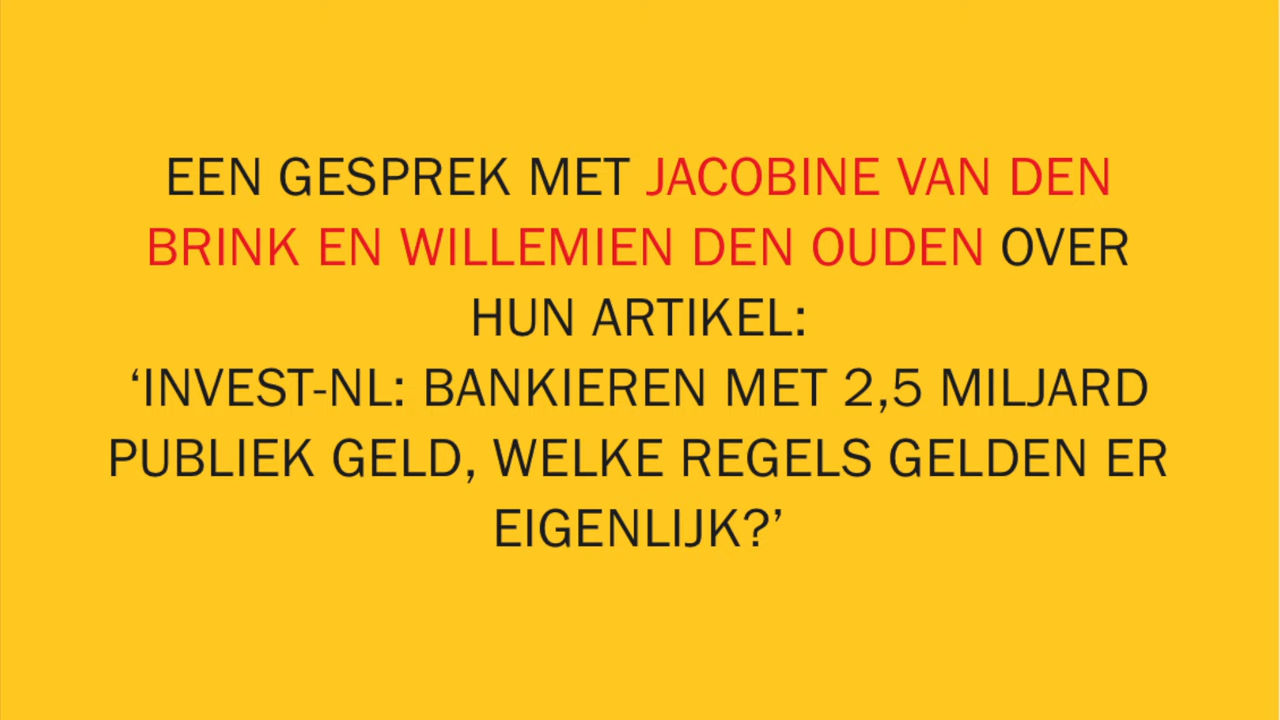 EEN GESPREK MET JACOBINE VAN DEN
BRINK EN WILLEMIEN DEN OUDEN OVER
HUN ARTIKEL:
‘INVEST-NL: BANKIEREN MET 2,5 MILJARD
PUBLIEK GELD, WELKE REGELS GELDEN ER
EIGENLIJK?’